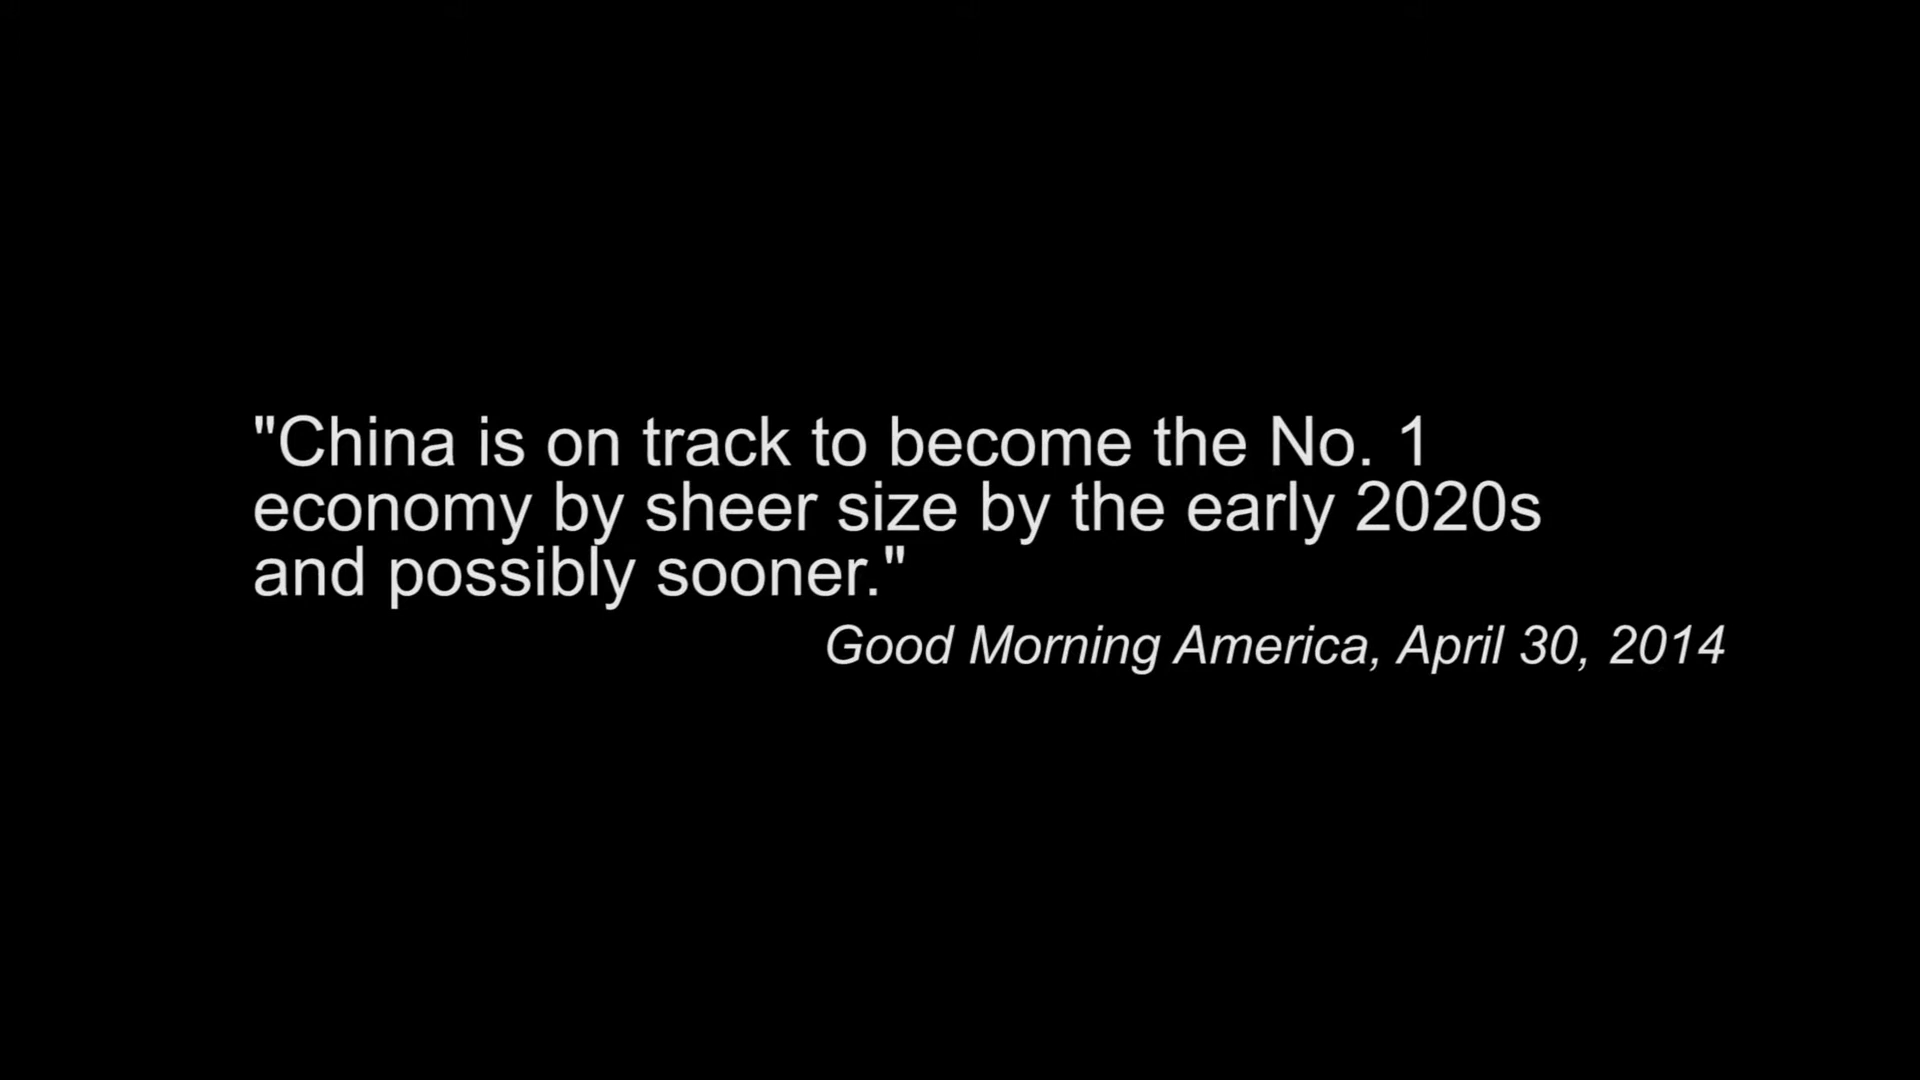 "China is on track to become the No. 1
economy by sheer size by the early 2020s
and possibly sooner."
Good Morning America, April 30, 2014